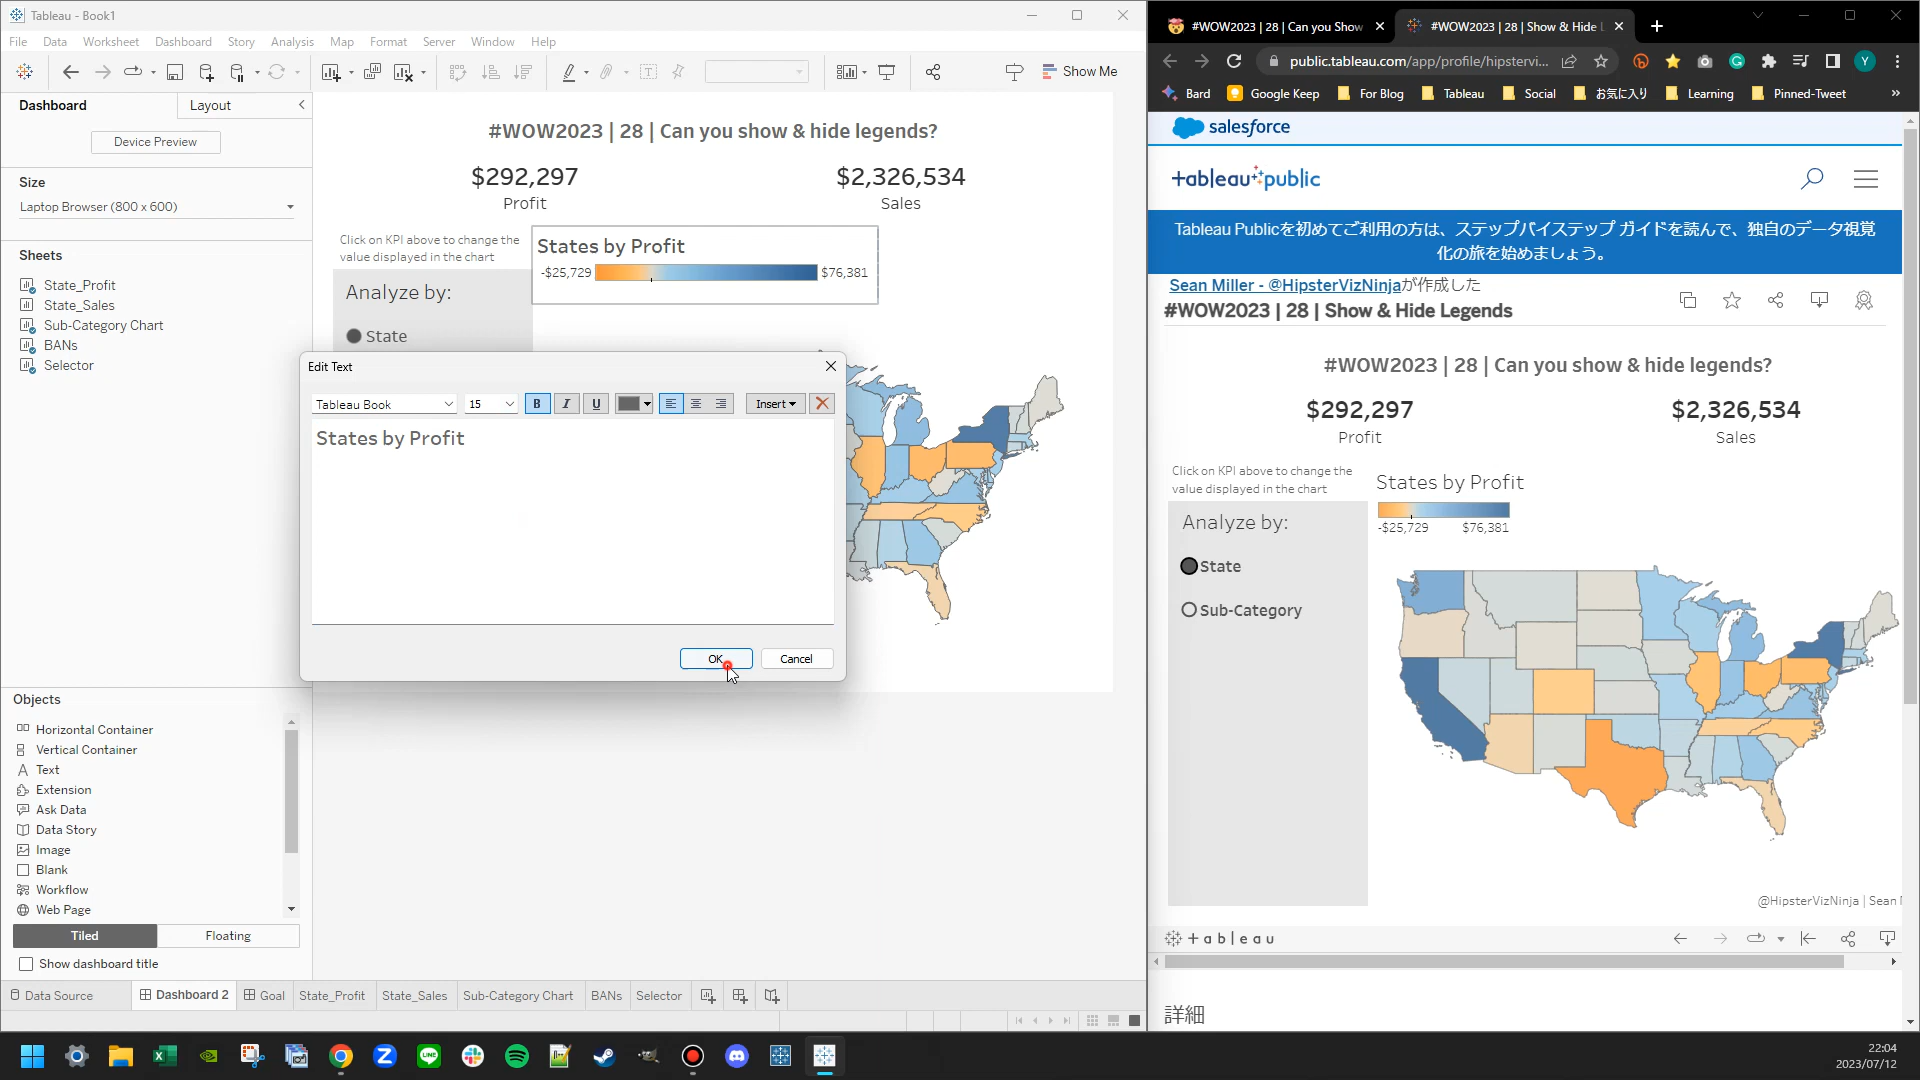 Tableau - Book1
File Data Worksheet Dashboard Story Analysis Map Format Server Window Help
Show Me
Dashboard
Layout
Device Preview
Size
Laptop Browser (800 x 600)
Sheets
State_Profit
State_Sales
Sub-Category Chart
BANs
Selector
Objects
Horizontal Container
Vertical Container
Text
Extension
Ask Data
Data Story
Image
Blank
Workflow
Web Page
Tiled
Floating
Show dashboard title
#WOW2023 | 28 | Can you show & hide legends?
$292,297
Profit
$2,326,534
Sales
Click on KPI above to change the
value displayed in the chart
States by Profit
-$25,729
$76,381
Analyze by:
State
Edit Text
Tableau Book
15
B I U
Insert
States by Profit
OK
Cancel
Data Source
Dashboard 2
Goal
State_Profit
State_Sales
Sub-Category Chart
BANs
Selector
#WOW2023 | 28 | Can you Show
#WOW2023 | 28 | Show & Hide L
public.tableau.com/app/profile/hipstervi...
Y
Bard
Google Keep
For Blog
Tableau
Social
お気に入り
Learning
Pinned-Tweet
salesforce
tableau public
Tableau Publicを初めてご利用の方は、ステップバイステップ ガイドを読んで、独自のデータ視覚
化の旅を始めましょう。
Sean Miller - @HipsterVizNinjaが作成した
#WOW2023 | 28 | Show & Hide Legends
#WOW2023 | 28 | Can you show & hide legends?
$292,297
Profit
$2,326,534
Sales
Click on KPI above to change the
value displayed in the chart
States by Profit
-$25,729
$76,381
Analyze by:
State
Sub-Category
@HipsterVizNinja | Sean
tableau
詳細
22:04
2023/07/12